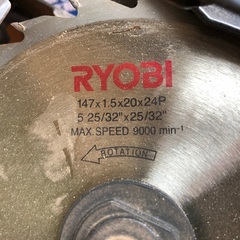 RYOBI
147x1.5x20x24P
5 25/32"x25/32"
MAX.SPEED 9000 min-1
ROTATION